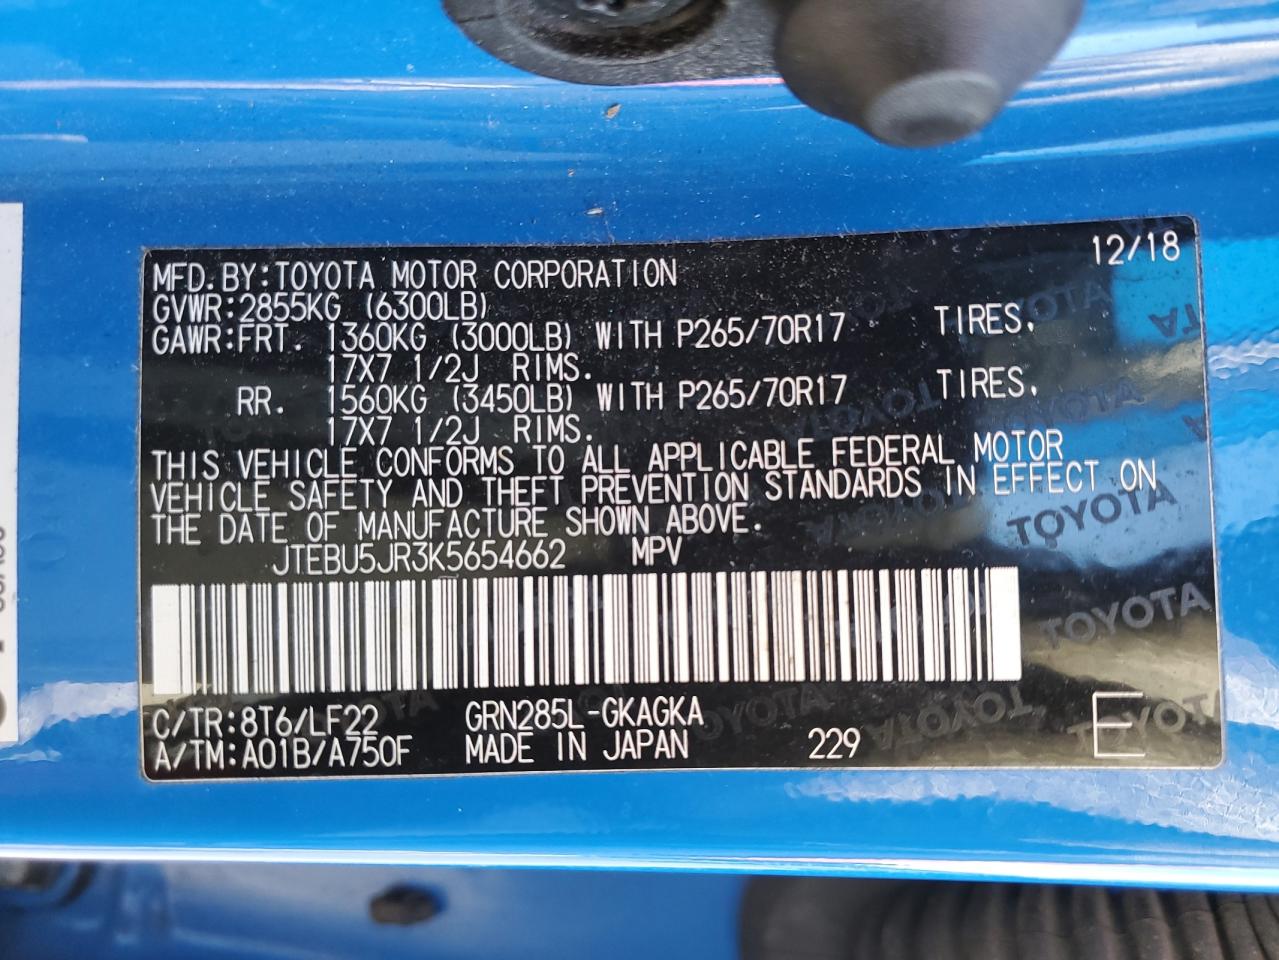 12/18
MFD.BY:TOYOTA MOTOR CORPORATION
GVWR:2855KG (6300LB)
GAWR:FRT. 1360KG (3000LB) WITH P265/70R17 TIRES,
17X7 1/2J RIMS.
RR. 1560KG (3450LB) WITH P265/70R17 TIRES,
17X7 1/2J RIMS.
THIS VEHICLE CONFORMS TO ALL APPLICABLE FEDERAL MOTOR
VEHICLE SAFETY AND THEFT PREVENTION STANDARDS IN EFFECT ON
THE DATE OF MANUFACTURE SHOWN ABOVE.
JTEBU5JR3K5654662 MPV
C/TR:8T6/LF22 GRN285L-GKAGKA
A/TM:A01B/A750F MADE IN JAPAN 229 E
TOYOTA
TOYOTA